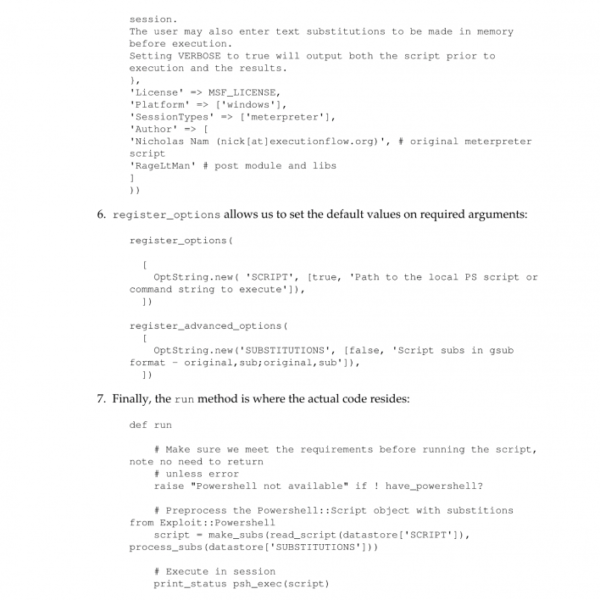 session.
The user may also enter text substitutions to be made in memory
before execution.
Setting VERBOSE to true will output both the script prior to
execution and the results.
),
'License' => MSF_LICENSE,
'Platform' => ['windows'],
'SessionTypes' => ['meterpreter'],
'Author' => [
'Nicholas Nam (nick[at]executionflow.org)', # original meterpreter
script
'RageLtMan' # post module and libs
]
))
6. register_options allows us to set the default values on required arguments:
register_options(
[
OptString.new( 'SCRIPT', [true, 'Path to the local PS script or
command string to execute']),
])
register_advanced_options(
[
OptString.new('SUBSTITUTIONS', [false, 'Script subs in gsub
format - original,sub;original,sub']),
])
7. Finally, the run method is where the actual code resides:
def run
# Make sure we meet the requirements before running the script,
note no need to return
# unless error
raise "Powershell not available" if ! have_powershell?
# Preprocess the Powershell::Script object with substitions
from Exploit::Powershell
script = make_subs(read_script(datastore['SCRIPT']),
process_subs(datastore['SUBSTITUTIONS']))
# Execute in session
print_status psh_exec(script)